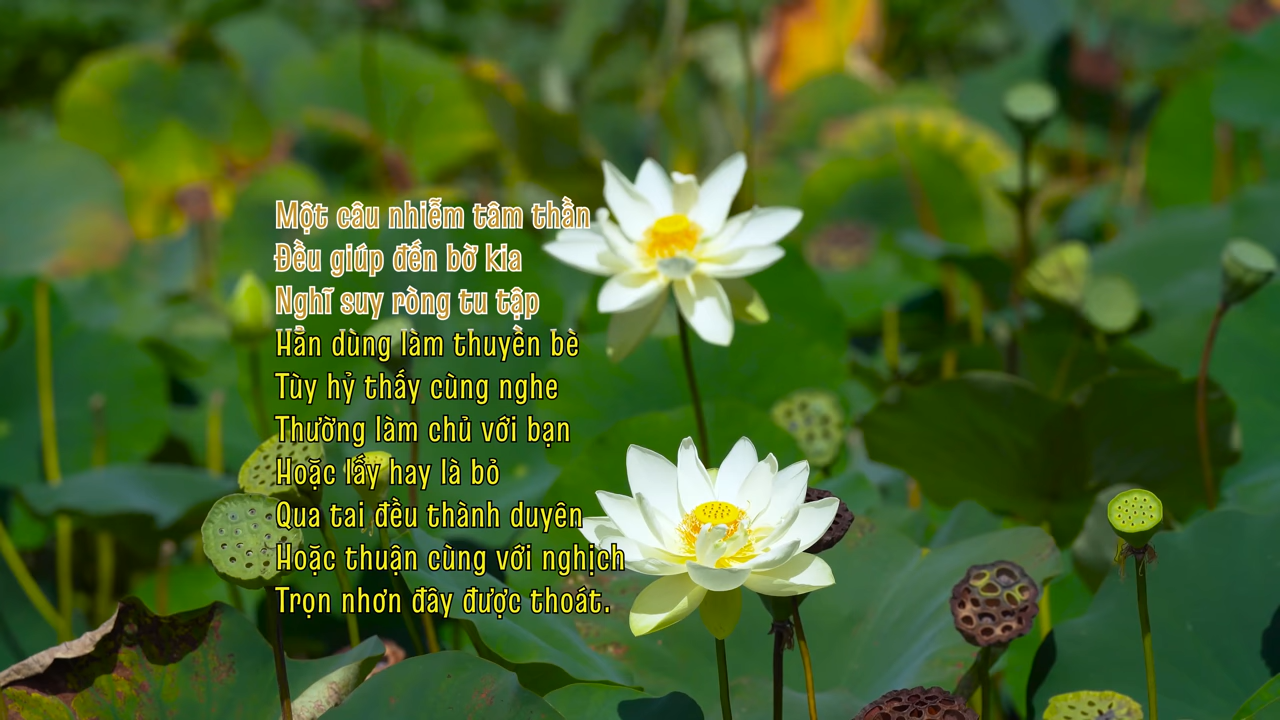 Một câu nhiễm tâm thần
Đều giúp đến bờ kia
Nghĩ suy ròng tu tập
Hẳn dùng làm thuyền bè
Tùy hỷ thấy cùng nghe
Thường làm chủ với bạn
Hoặc lấy hay là bỏ
Qua tai đều thành duyên
Hoặc thuận cùng với nghịch
Trọn nhơn đây được thoát.